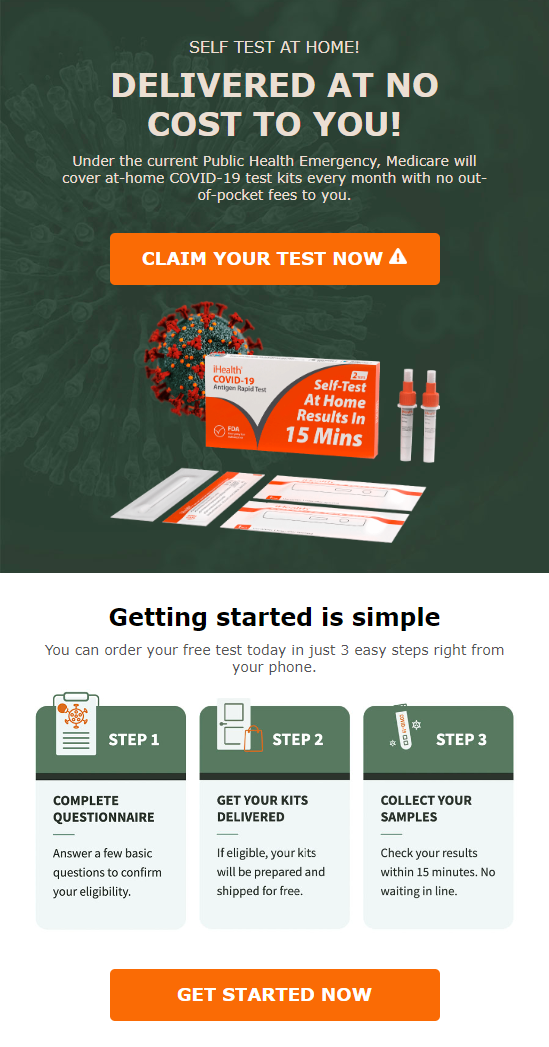 SELF TEST AT HOME!
DELIVERED AT NO
COST TO YOU!
Under the current Public Health Emergency, Medicare will
cover at-home COVID-19 test kits every month with no out-
of-pocket fees to you.
CLAIM YOUR TEST NOW
iHealth
COVID-19
Antigen Rapid Test
2
Self-Test
At Home
Results In
15 Mins
FDA
Getting started is simple
You can order your free test today in just 3 easy steps right from
your phone.
STEP 1
COMPLETE
QUESTIONNAIRE
Answer a few basic
questions to confirm
your eligibility.
STEP 2
GET YOUR KITS
DELIVERED
If eligible, your kits
will be prepared and
shipped for free.
COVID-19
STEP 3
COLLECT YOUR
SAMPLES
Check your results
within 15 minutes. No
waiting in line.
GET STARTED NOW